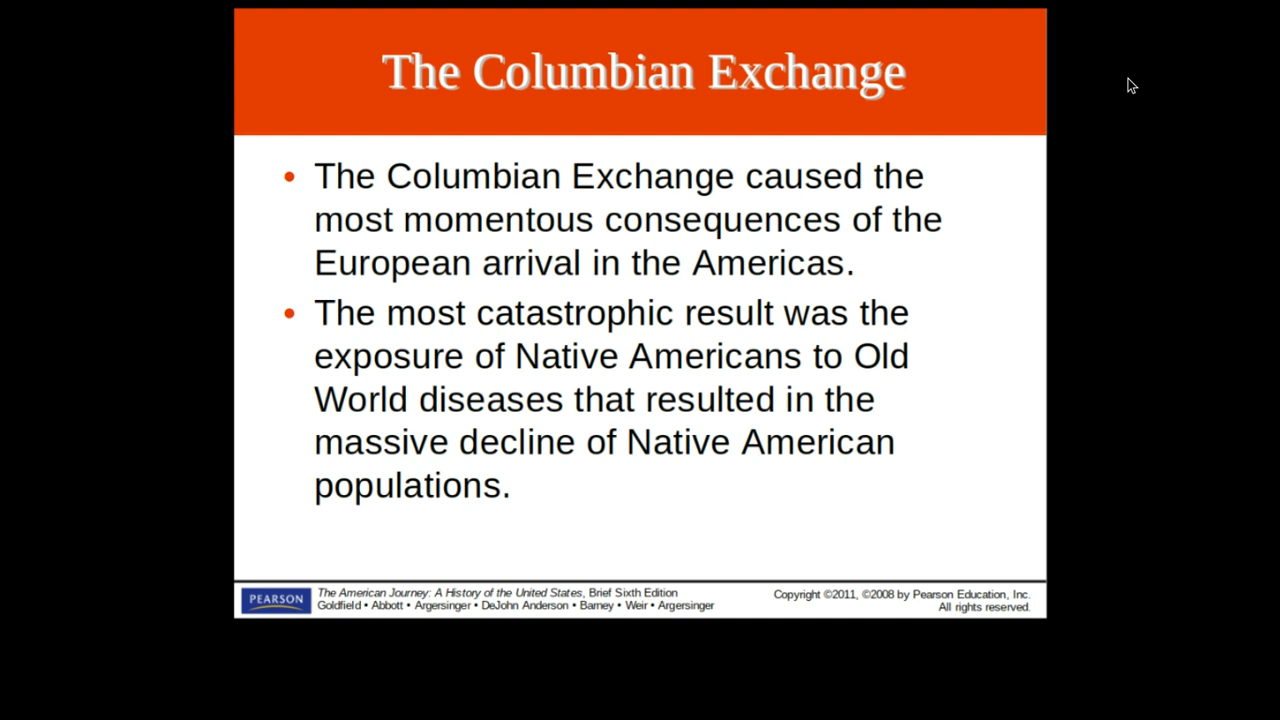 The Columbian Exchange
• The Columbian Exchange caused the
most momentous consequences of the
European arrival in the Americas.
• The most catastrophic result was the
exposure of Native Americans to Old
World diseases that resulted in the
massive decline of Native American
populations.
PEARSON
The American Journey: A History of the United States, Brief Sixth Edition
Goldfield • Abbott • Argersinger • DeJohn Anderson • Barney • Weir • Argersinger
Copyright ©2011, ©2008 by Pearson Education, Inc.
All rights reserved.